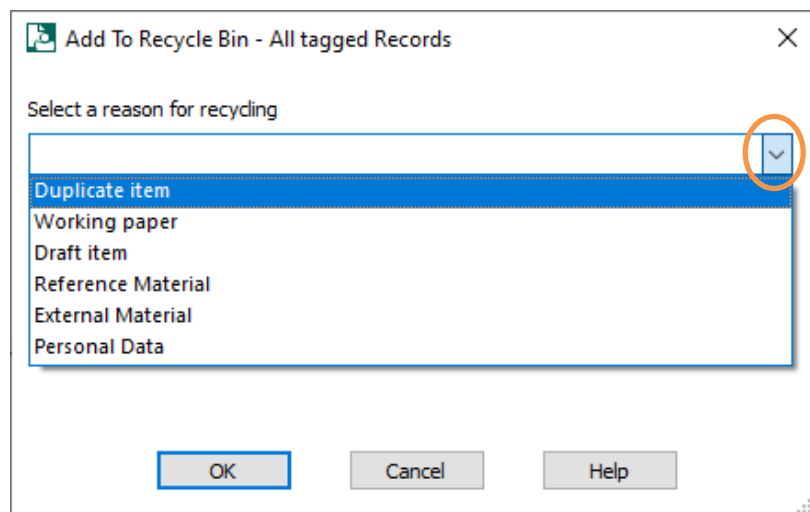 Add To Recycle Bin - All tagged Records
Select a reason for recycling
Duplicate item
Working paper
Draft item
Reference Material
External Material
Personal Data
OK Cancel Help